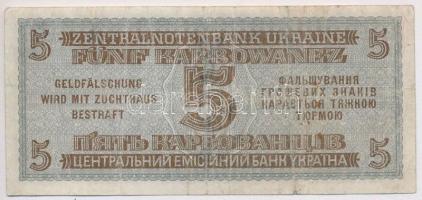 5 ZENTRALNOTENBANK UKRAINE 5
FÜNF KARBOWANEZ
GELDFÄLSCHUNG
WIRD MIT ZUCHTHAUS
BESTRAFT
5
ФАЛЬШУВАННЯ
ГРОШЕВИХ ЗНАКІВ
КАРАЄТЬСЯ ТЯЖКОЮ
ТЮРМОЮ
ПЯТЬ КАРБОВАНЦІВ
5 ЦЕНТРАЛЬНИЙ ЕМІСІЙНИЙ БАНК УКРАЇНА 5